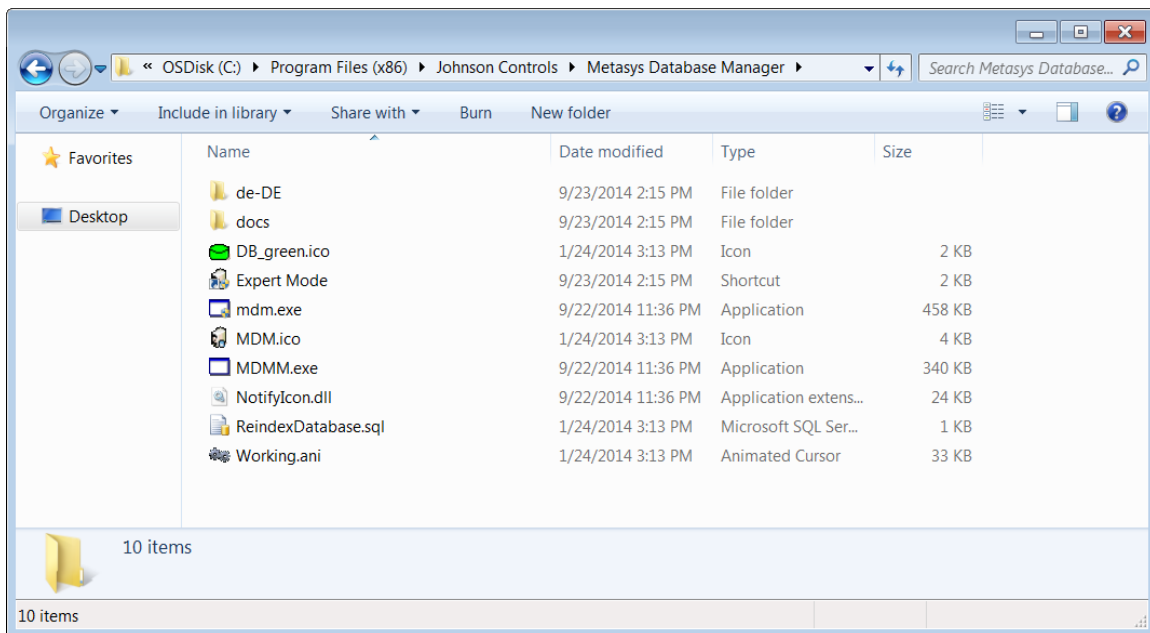 « OSDisk (C:) Program Files (x86) Johnson Controls Metasys Database Manager Search Metasys Database...
Organize Include in library Share with Burn New folder
Favorites
Desktop
Name Date modified Type Size
de-DE 9/23/2014 2:15 PM File folder
docs 9/23/2014 2:15 PM File folder
DB_green.ico 1/24/2014 3:13 PM Icon 2 KB
Expert Mode 9/23/2014 2:15 PM Shortcut 2 KB
mdm.exe 9/22/2014 11:36 PM Application 458 KB
MDM.ico 1/24/2014 3:13 PM Icon 4 KB
MDMM.exe 9/22/2014 11:36 PM Application 340 KB
NotifyIcon.dll 9/22/2014 11:36 PM Application extens... 24 KB
ReindexDatabase.sql 1/24/2014 3:13 PM Microsoft SQL Ser... 1 KB
Working.ani 1/24/2014 3:13 PM Animated Cursor 33 KB
10 items
10 items